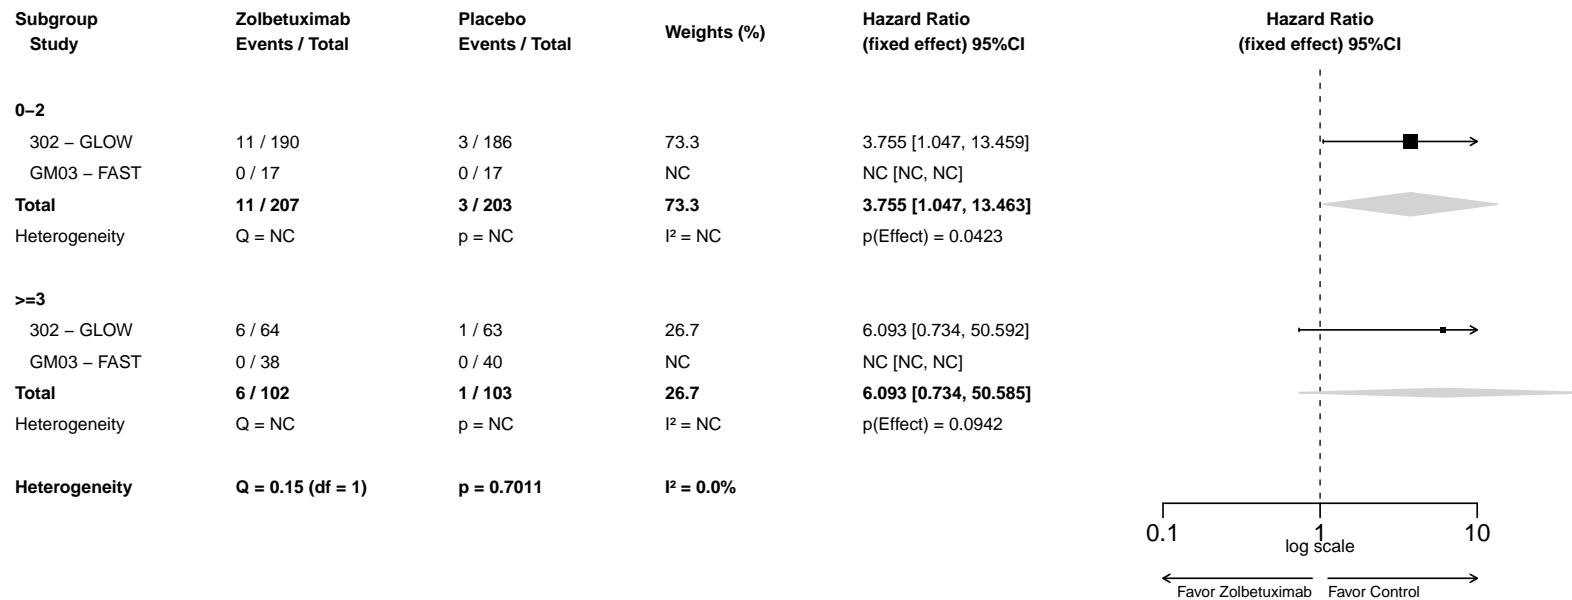 Subgroup Zolbetuximab Placebo Weights (%) Hazard Ratio Hazard Ratio
Study Events / Total Events / Total (fixed effect) 95%CI (fixed effect) 95%CI
0−2
302 − GLOW 11 / 190 3 / 186 73.3 3.755 [1.047, 13.459]
GM03 − FAST 0 / 17 0 / 17 NC NC [NC, NC]
Total 11 / 207 3 / 203 73.3 3.755 [1.047, 13.463]
Heterogeneity Q = NC p = NC I² = NC p(Effect) = 0.0423
>=3
302 − GLOW 6 / 64 1 / 63 26.7 6.093 [0.734, 50.592]
GM03 − FAST 0 / 38 0 / 40 NC NC [NC, NC]
Total 6 / 102 1 / 103 26.7 6.093 [0.734, 50.585]
Heterogeneity Q = NC p = NC I² = NC p(Effect) = 0.0942
Heterogeneity Q = 0.15 (df = 1) p = 0.7011 I² = 0.0%
0.1 1 10
log scale
Favor Zolbetuximab Favor Control